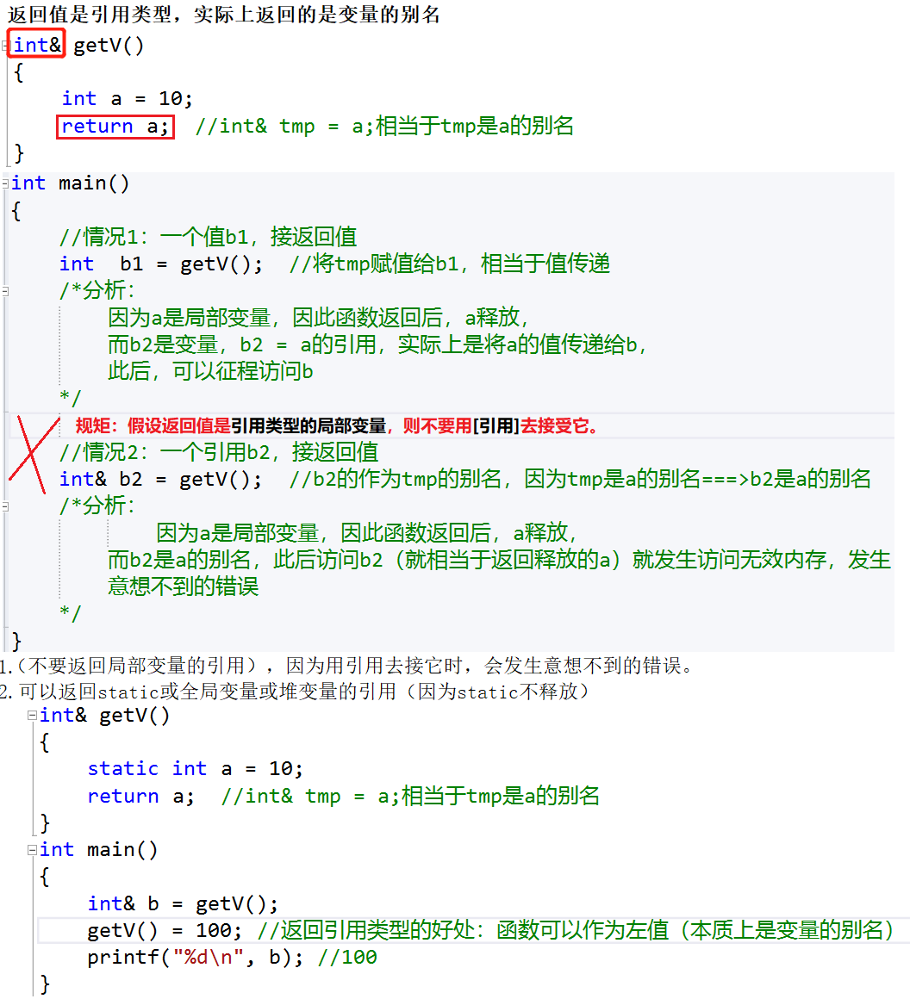 返回值是引用类型，实际上返回的是变量的别名
int& getV()
{
int a = 10;
return a; //int& tmp = a;相当于tmp是a的别名
}
int main()
{
//情况1：一个值b1，接返回值
int b1 = getV(); //将tmp赋值给b1，相当于值传递
/*分析：
因为a是局部变量，因此函数返回后，a释放，
而b2是变量，b2 = a的引用，实际上是将a的值传递给b，
此后，可以征程访问b
*/
规矩：假设返回值是引用类型的局部变量，则不要用[引用]去接受它。
//情况2：一个引用b2，接返回值
int& b2 = getV(); //b2的作为tmp的别名，因为tmp是a的别名===>b2是a的别名
/*分析：
因为a是局部变量，因此函数返回后，a释放，
而b2是a的别名，此后访问b2（就相当于返回释放的a）就发生访问无效内存，发生
意想不到的错误
*/
}
1.（不要返回局部变量的引用），因为用引用去接它时，会发生意想不到的错误。
2.可以返回static或全局变量或堆变量的引用（因为static不释放）
int& getV()
{
static int a = 10;
return a; //int& tmp = a;相当于tmp是a的别名
}
int main()
{
int& b = getV();
getV() = 100; //返回引用类型的好处：函数可以作为左值（本质上是变量的别名）
printf("%d\n", b); //100
}